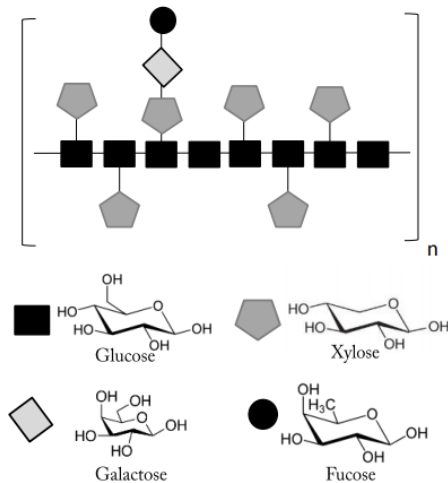 n
OH
HO O
HO OH
OH
Glucose
HO O
HO OH
OH
Xylose
OH OH
O
HO OH
HO
Galactose
OH
H₃C
O
HO OH
OH
Fucose